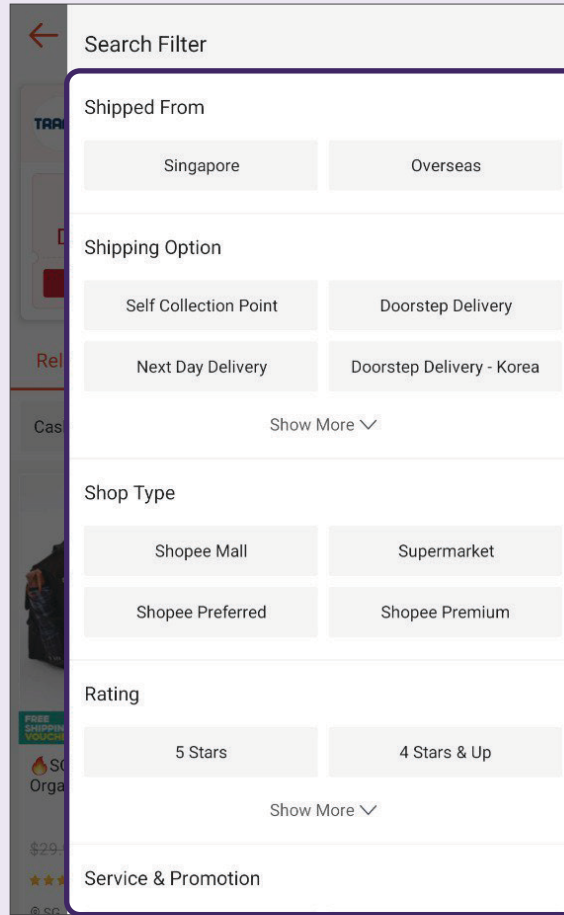 Search Filter
Shipped From
Singapore
Overseas
Shipping Option
Self Collection Point
Doorstep Delivery
Next Day Delivery
Doorstep Delivery - Korea
Show More
Shop Type
Shopee Mall
Supermarket
Shopee Preferred
Shopee Premium
Rating
5 Stars
4 Stars & Up
Show More
Service & Promotion
FREE